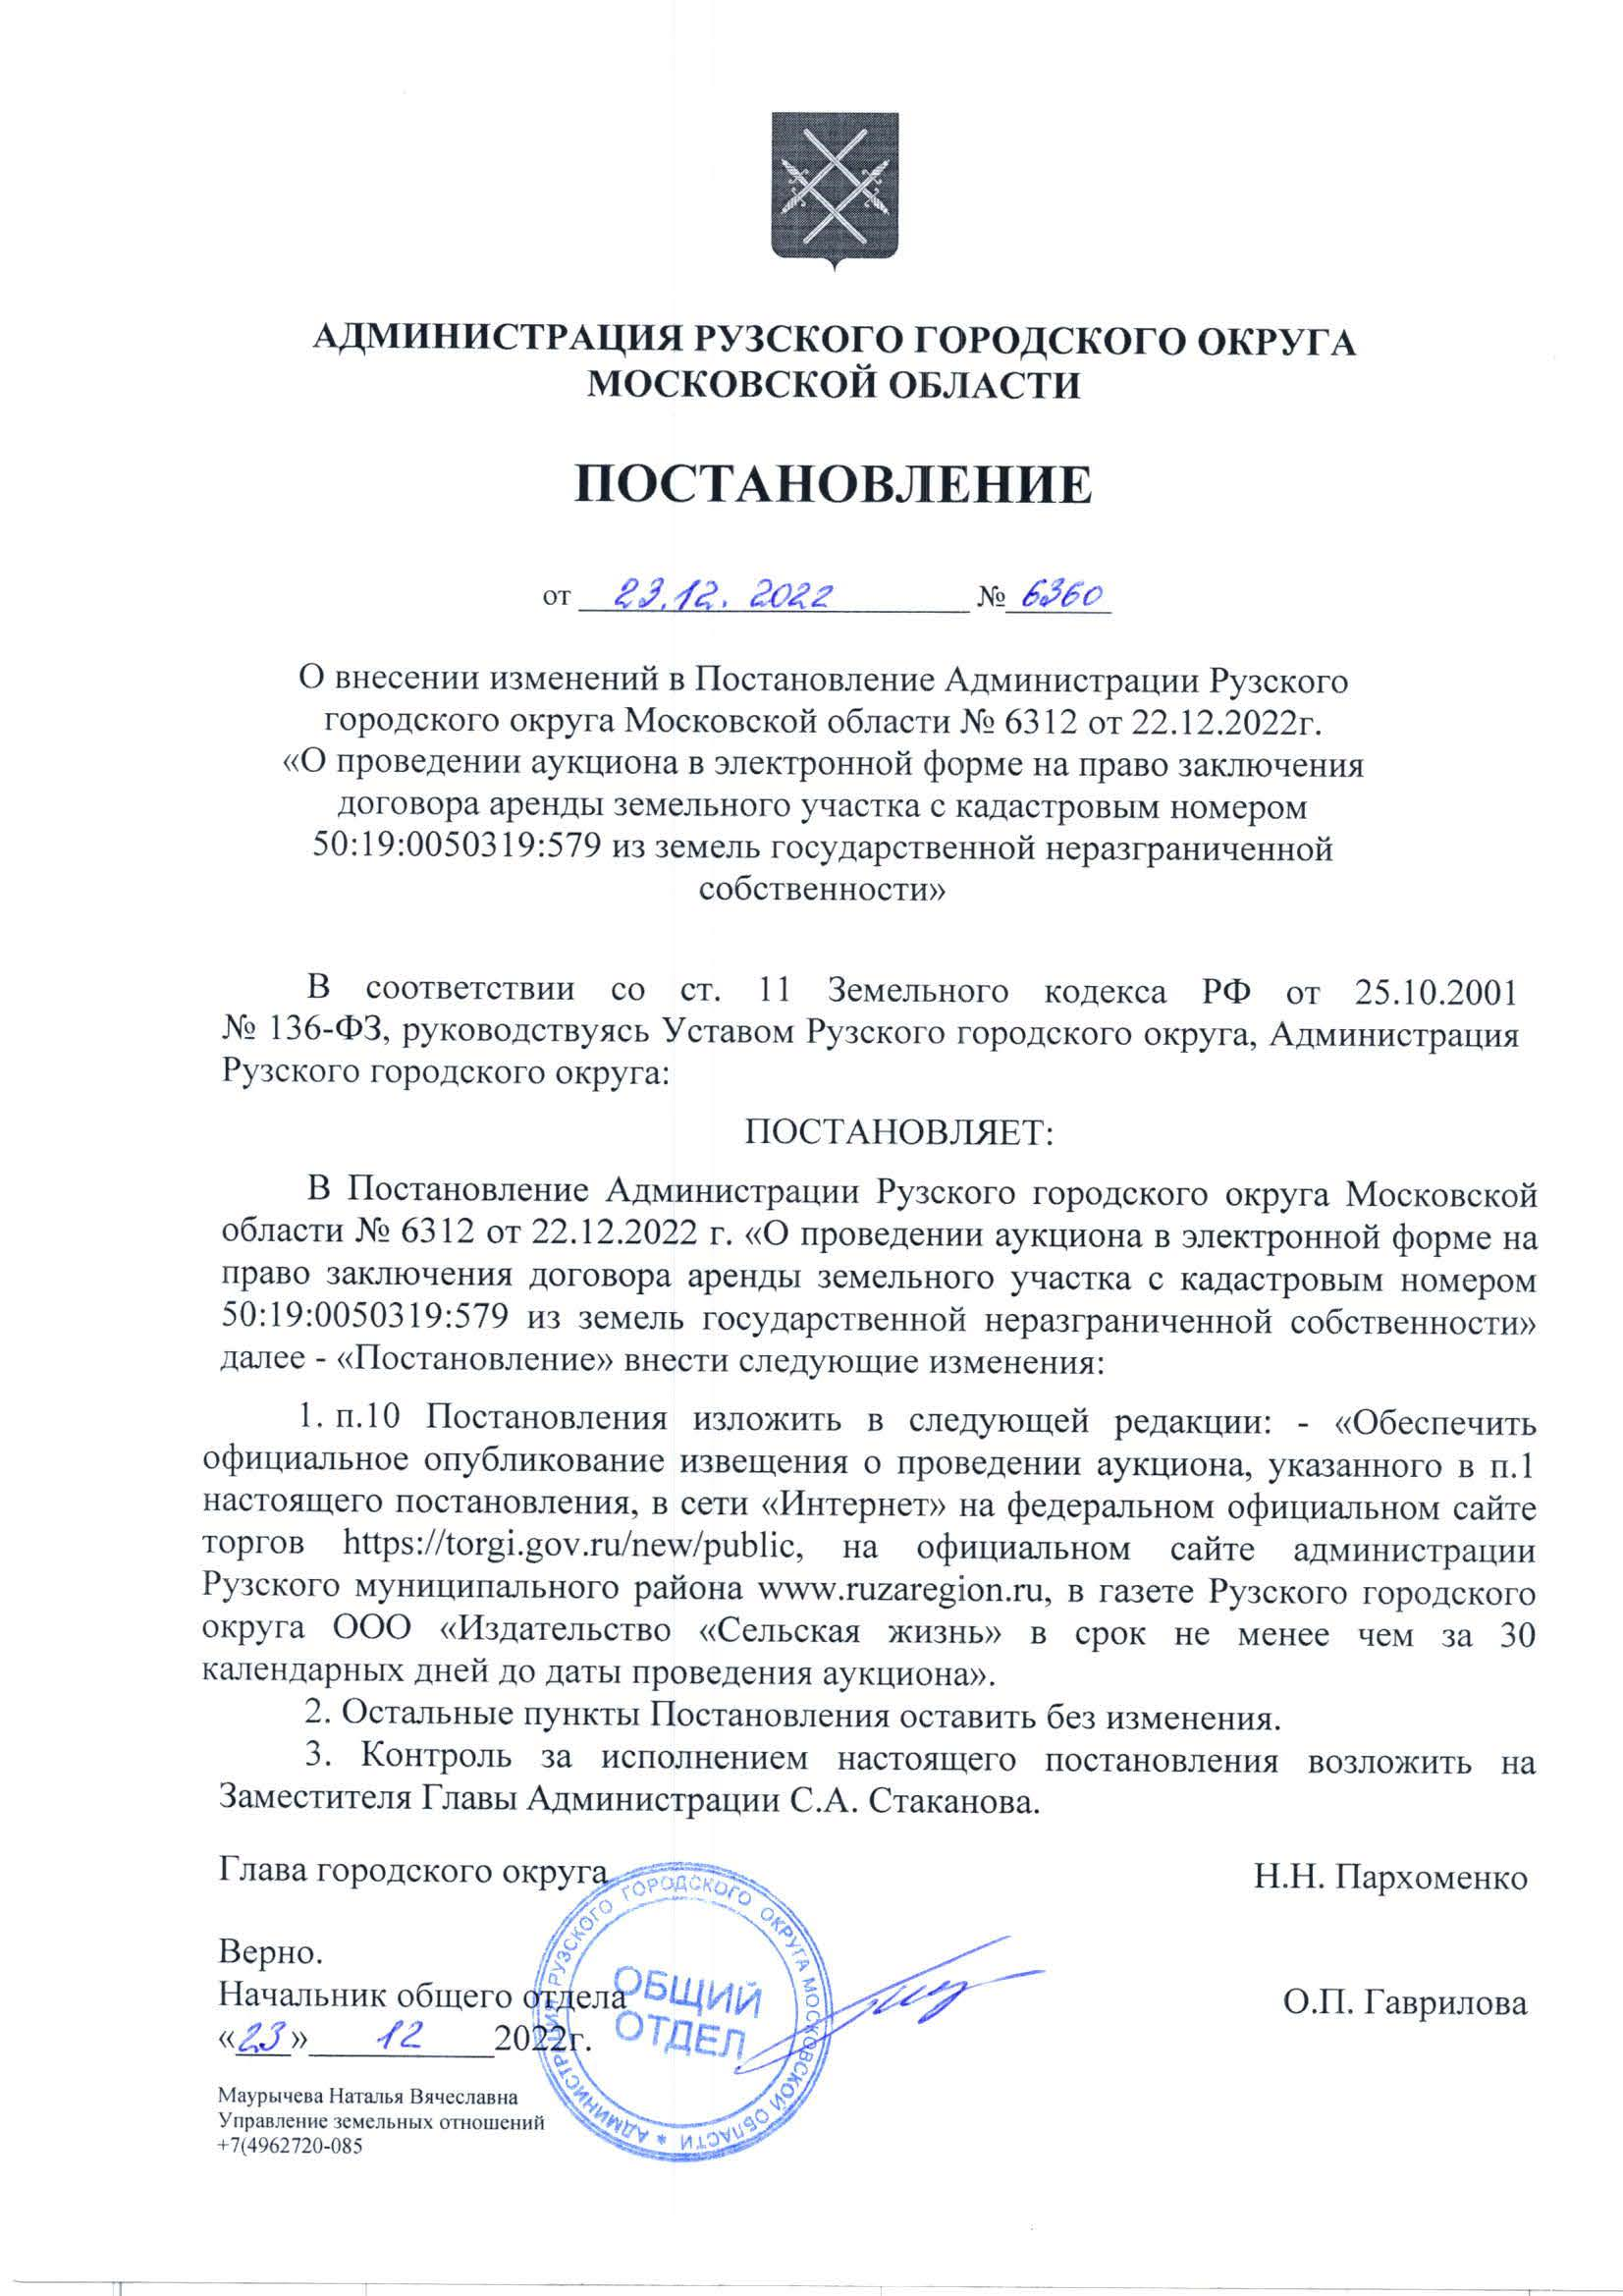 АДМИНИСТРАЦИЯ РУЗСКОГО ГОРОДСКОГО ОКРУГА
МОСКОВСКОЙ ОБЛАСТИ
ПОСТАНОВЛЕНИЕ
от 23.12. 2022 № 6360
О внесении изменений в Постановление Администрации Рузского
городского округа Московской области № 6312 от 22.12.2022г.
«О проведении аукциона в электронной форме на право заключения
договора аренды земельного участка с кадастровым номером
50:19:0050319:579 из земель государственной неразграниченной
собственности»
В соответствии со ст. 11 Земельного кодекса РФ от 25.10.2001
№ 136-ФЗ, руководствуясь Уставом Рузского городского округа, Администрация
Рузского городского округа:
ПОСТАНОВЛЯЕТ:
В Постановление Администрации Рузского городского округа Московской
области № 6312 от 22.12.2022 г. «О проведении аукциона в электронной форме на
право заключения договора аренды земельного участка с кадастровым номером
50:19:0050319:579 из земель государственной неразграниченной собственности»
далее - «Постановление» внести следующие изменения:
1. п.10 Постановления изложить в следующей редакции: - «Обеспечить
официальное опубликование извещения о проведении аукциона, указанного в п.1
настоящего постановления, в сети «Интернет» на федеральном официальном сайте
торгов https://torgi.gov.ru/new/public, на официальном сайте администрации
Рузского муниципального района www.ruzaregion.ru, в газете Рузского городского
округа ООО «Издательство «Сельская жизнь» в срок не менее чем за 30
календарных дней до даты проведения аукциона».
2. Остальные пункты Постановления оставить без изменения.
3. Контроль за исполнением настоящего постановления возложить на
Заместителя Главы Администрации С.А. Стаканова.
Глава городского округа Н.Н. Пархоменко
Верно.
Начальник общего отдела О.П. Гаврилова
«23» 12 2022г.
АДМИНИСТРАЦИЯ РУЗСКОГО ГОРОДСКОГО ОКРУГА МОСКОВСКОЙ ОБЛАСТИ *
ОБЩИЙ
ОТДЕЛ
Маурычева Наталья Вячеславна
Управление земельных отношений
+7(4962720-085